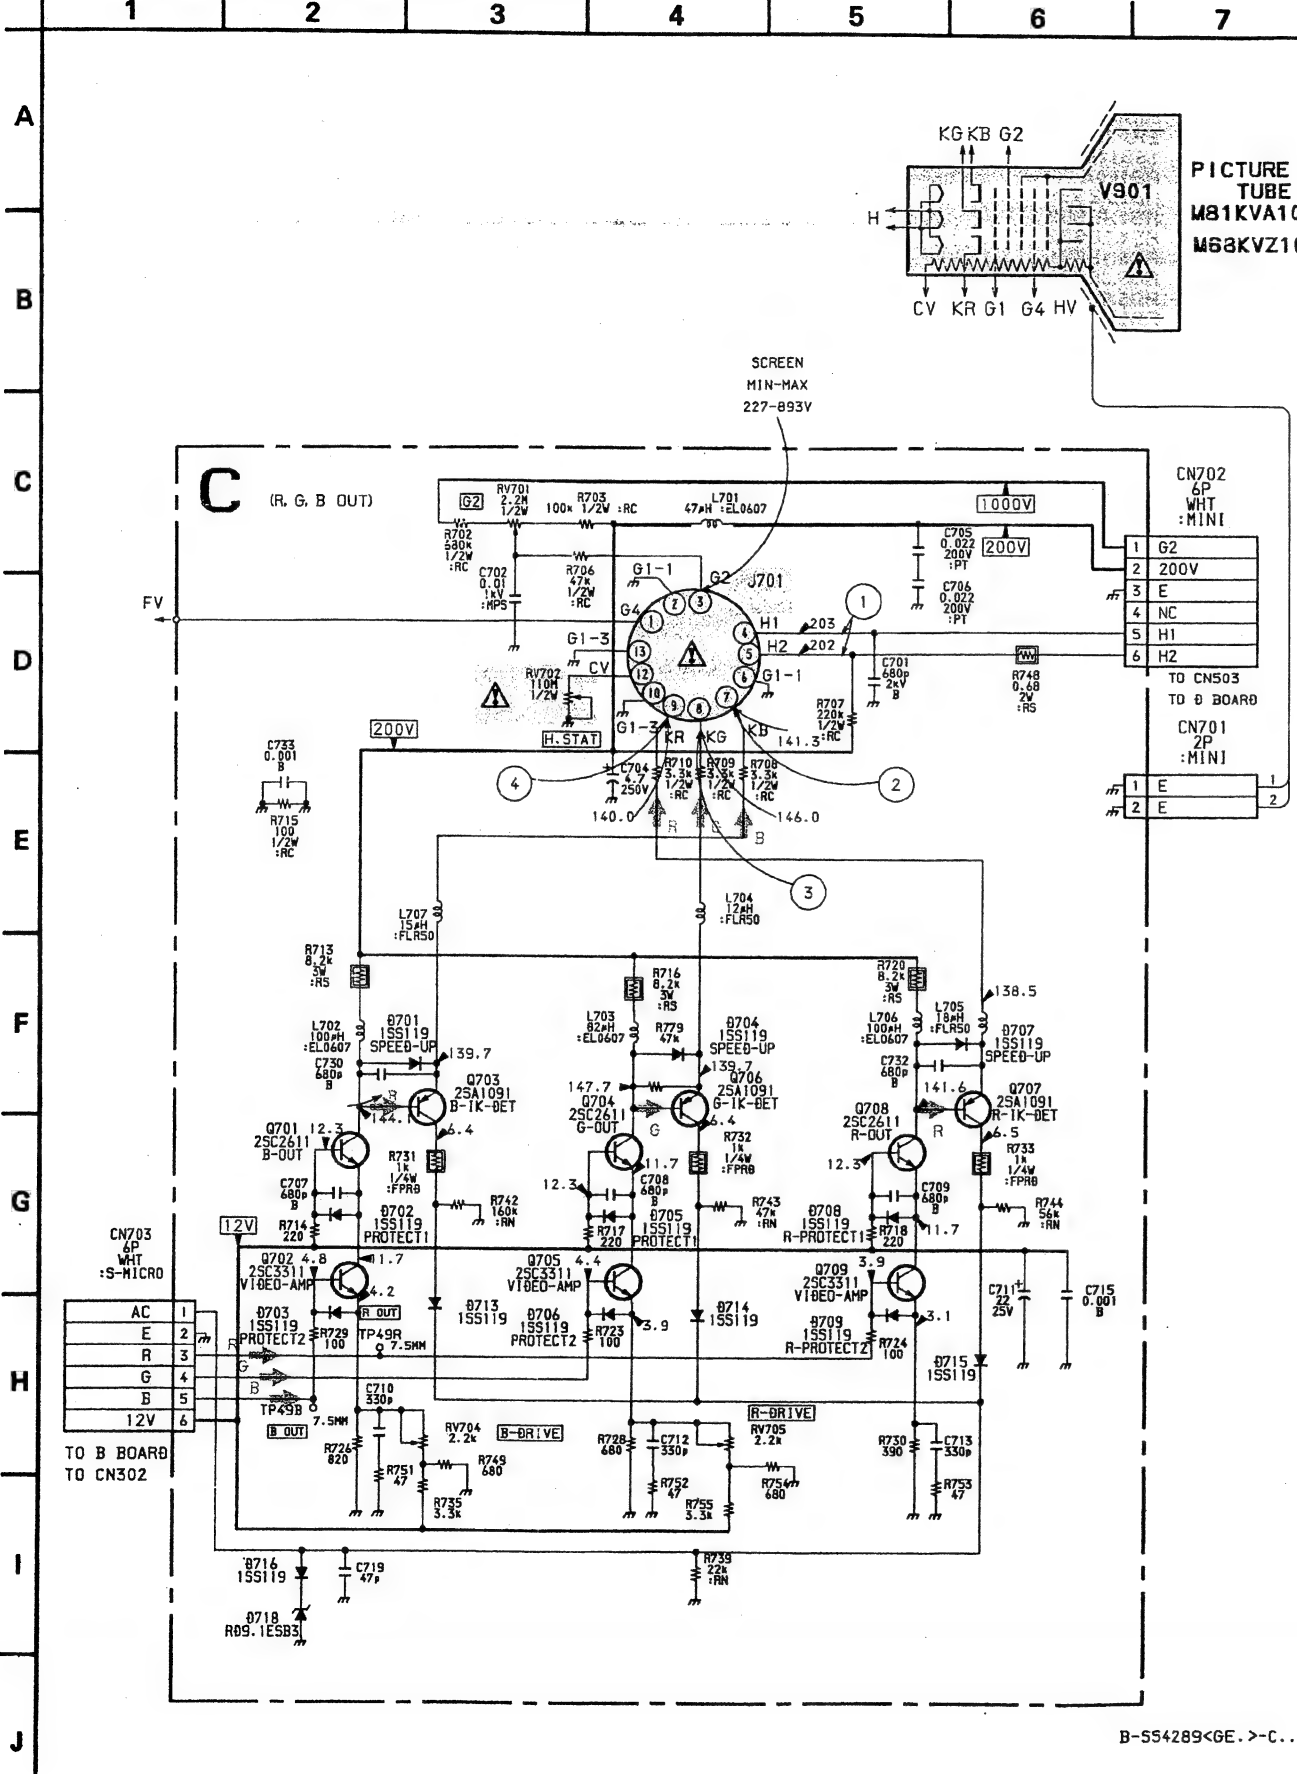 1 2 3 4 5 6 7
A
B
C
D
E
F
G
H
I
J
KG KB G2
H
V901
CV KR G1 G4 HV
PICTURE
TUBE
M81KVA10
M68KVZ10
SCREEN
MIN-MAX
227-893V
C
(R, G, B OUT)
G2
RV701
2.2M
1/2W
R703
100k 1/2W :RC
L701
47μH :EL0607
1000V
200V
R702
680k
1/2W
:RC
C702
0.01
1kV
:MPS
R706
47k
1/2W
:RC
C705
0.022
200V
:PT
C706
0.022
200V
:PT
CN702
6P
WHT
:MINI
1 G2
2 200V
3 E
4 NC
5 H1
6 H2
TO CN503
TO D BOARD
CN701
2P
:MINI
1 E 1
2 E 2
FV
G1-1
G2
J701
G4
G1-3
CV
H1
H2
G1-1
G1-3
KR
KG
KB
1 2 3 4 5 6 7 8 9 10 12 13
203
202
1
C701
680p
2kV
B
R748
0.68
2W
:RS
R707
220k
1/2W
:RC
RV702
110M
1/2W
H.STAT
200V
141.3
C733
0.001
B
R715
100
1/2W
:RC
4
C704
4.7
250V
R710
3.3k
1/2W
:RC
R709
3.3k
1/2W
:RC
R708
3.3k
1/2W
:RC
2
140.0
146.0
R
G
B
3
L707
15μH
:FLR50
L704
12μH
:FLR50
R713
8.2k
3W
:RS
R716
8.2k
3W
:RS
R720
8.2k
3W
:RS
138.5
L702
100μH
:EL0607
D701
1SS119
SPEED-UP
L703
82μH
:EL0607
R779
47k
D704
1SS119
SPEED-UP
L706
100μH
:EL0607
L705
18μH
:FLR50
D707
1SS119
SPEED-UP
C730
680p
B
139.7
Q703
2SA1091
B-IK-DET
B
144.1
147.7
139.7
Q706
2SA1091
G-IK-DET
C732
680p
B
141.6
Q707
2SA1091
R-IK-DET
Q701
2SC2611
B-OUT
12.3
6.4
Q704
2SC2611
G-OUT
G
6.4
Q708
2SC2611
R-OUT
R
6.5
R731
1k
1/4W
:FPRD
R732
1k
1/4W
:FPRD
R733
1k
1/4W
:FPRD
C707
680p
B
R742
160k
:RN
12.3
11.7
C708
680p
B
R743
47k
:RN
12.3
C709
680p
B
R744
56k
:RN
12V
R714
220
D702
1SS119
PROTECT1
R717
220
D705
1SS119
PROTECT1
D708
1SS119
R-PROTECT1
R718
220
11.7
CN703
6P
WHT
:S-MICRO
AC 1
E 2
R 3
G 4
B 5
12V 6
TO B BOARD
TO CN302
Q702
2SC3311
VIDEO-AMP
4.8
11.7
4.2
Q705
2SC3311
VIDEO-AMP
4.4
Q709
2SC3311
VIDEO-AMP
3.9
C711
22
25V
C715
0.001
B
D703
1SS119
PROTECT2
R729
100
R OUT
TP49R
7.5MM
D713
1SS119
D706
1SS119
PROTECT2
R723
100
3.9
D714
1SS119
D709
1SS119
R-PROTECT2
R724
100
3.1
D715
1SS119
R
G
B
TP49B
7.5MM
B OUT
C710
330p
R726
820
R751
47
RV704
2.2k
B-DRIVE
R749
680
R735
3.3k
R728
680
C712
330p
R752
47
R-DRIVE
RV705
2.2k
R754
680
R755
3.3k
R730
390
C713
330p
R753
47
D716
1SS119
C719
47p
D718
RD9.1ESB3
R739
22k
:RN
B-SS4289<GE.>-C..